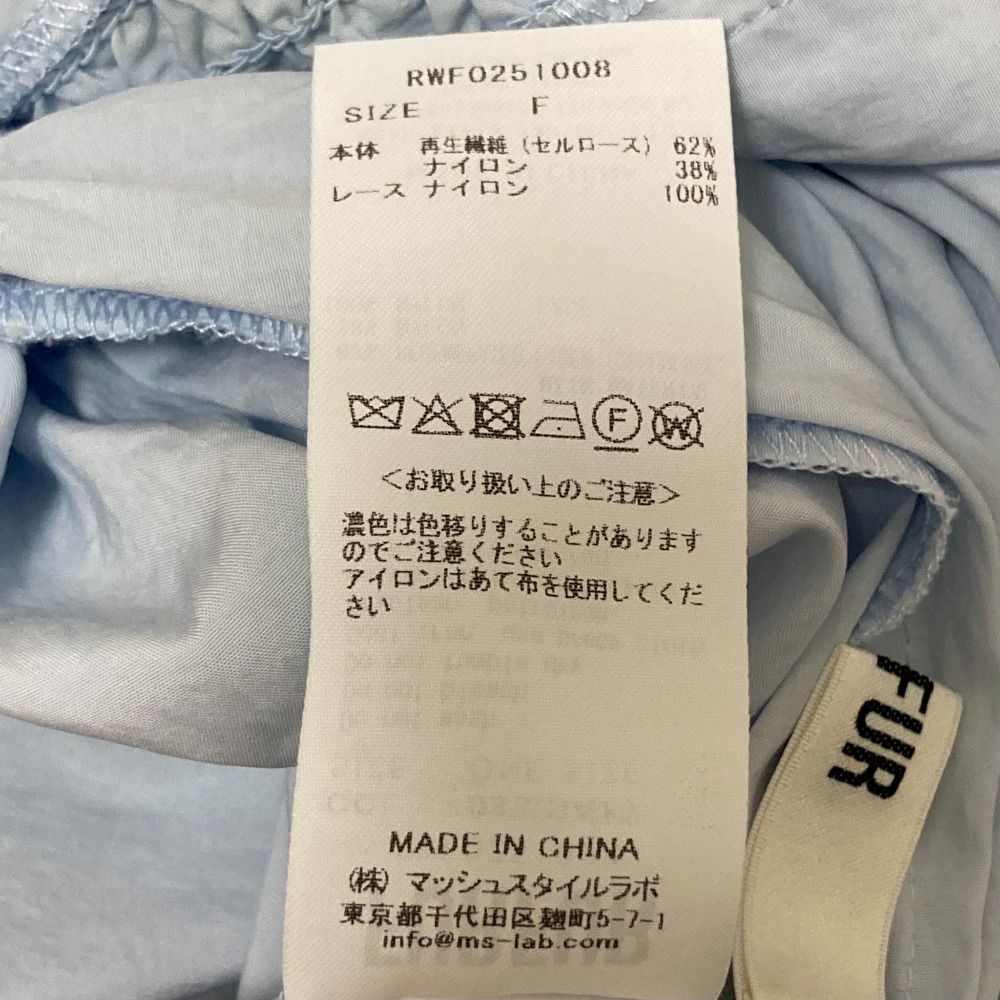 RWF0251008
SIZE F
本体 再生繊維(セルロース) 62%
ナイロン 38%
レース ナイロン 100%
F
W
<お取り扱い上のご注意>
濃色は色移りすることがあります
のでご注意ください
アイロンはあて布を使用してくだ
さい
MADE IN CHINA
(株) マッシュスタイルラボ
東京都千代田区麹町5-7-1
info@ms-lab.com
FUR